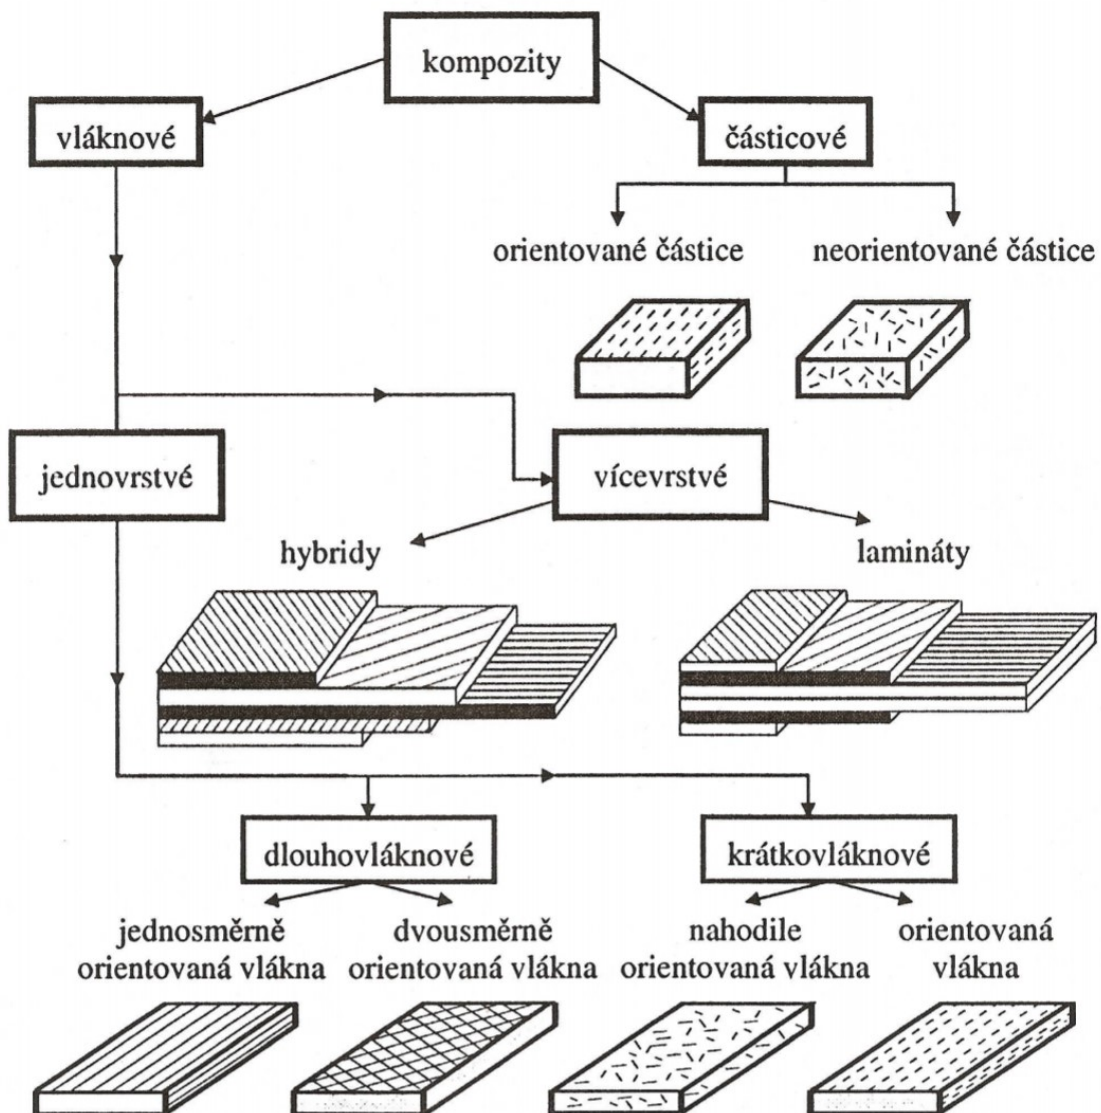 kompozity
vláknové
částicové
orientované částice
neorientované částice
jednovrstvé
vícevrstvé
hybridy
lamináty
dlouhovláknové
krátkovláknové
jednosměrně
orientovaná vlákna
dvousměrně
orientovaná vlákna
nahodile
orientovaná vlákna
orientovaná
vlákna